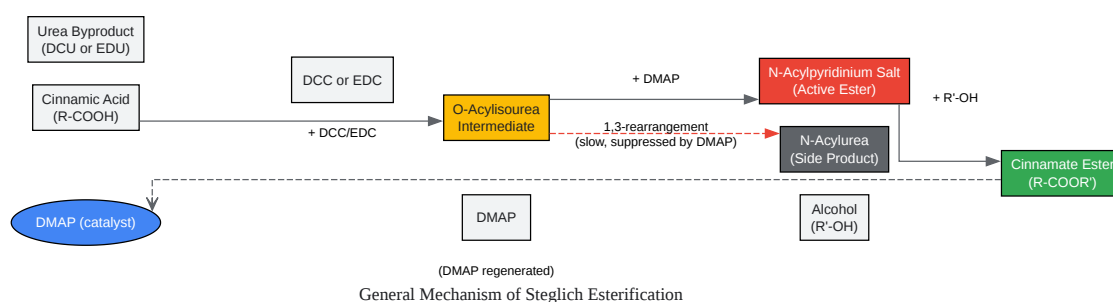 Urea Byproduct
(DCU or EDU)
DCC or EDC
Cinnamic Acid
(R-COOH)
+ DCC/EDC
O-Acylisourea
Intermediate
+ DMAP
1,3-rearrangement
(slow, suppressed by DMAP)
N-Acylpyridinium Salt
(Active Ester)
+ R'-OH
N-Acylurea
(Side Product)
Cinnamate Ester
(R-COOR')
DMAP (catalyst)
DMAP
Alcohol
(R'-OH)
(DMAP regenerated)
General Mechanism of Steglich Esterification